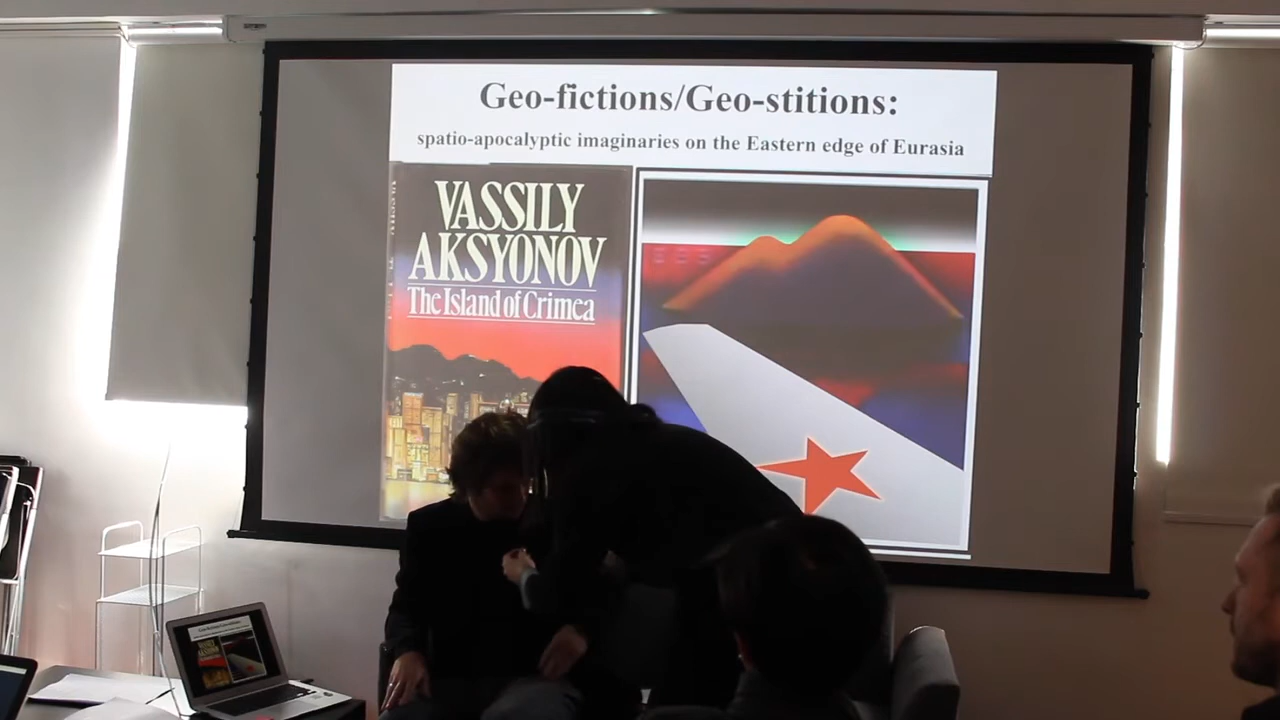 Geo-fictions/Geo-stitions:
spatio-apocalyptic imaginaries on the Eastern edge of Eurasia
VASSILY
AKSYONOV
The Island of Crimea